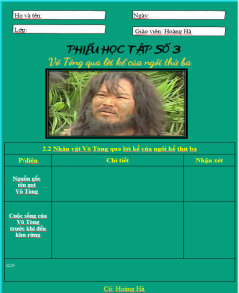 Họ và tên:
Ngày:
Lớp:
Giáo viên: Hoàng Hà
PHIẾU HỌC TẬP SỐ 3
Võ Tòng qua lời kể của ngôi thứ ba
2.2 Nhân vật Võ Tòng qua lời kể của ngôi kể thứ ba
P/diện
Chi tiết
Nhận xét
Nguồn gốc
tên gọi
Võ Tòng
Cuộc sống của
Võ Tòng
trước khi đến
khu rừng
=>
Cô: Hoàng Hà